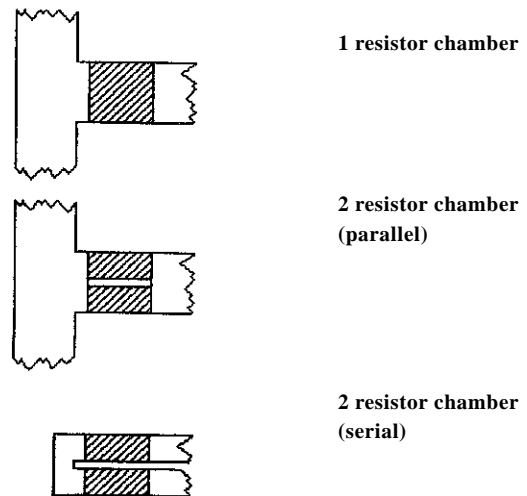 1 resistor chamber
2 resistor chamber
(parallel)
2 resistor chamber
(serial)